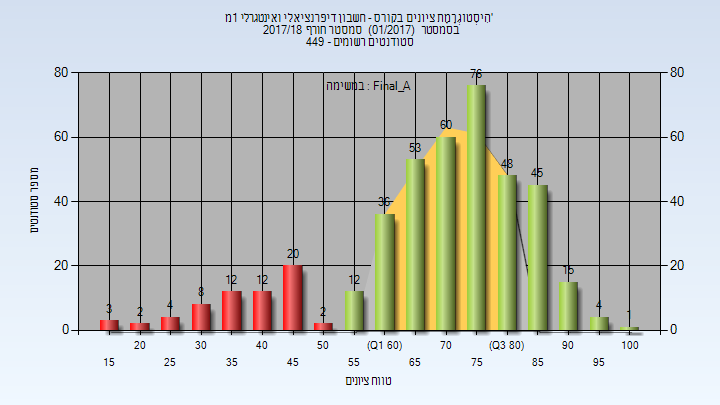 היסטוגרמת ציונים בקורס - חשבון דיפרנציאלי ואינטגרלי 1מ'
בסמסטר (01/2017) סמסטר חורף 2017/18
סטודנטים רשומים - 449
במשימה : Final_A
מספר סטודנטים
80 80
60 60
40 40
20 20
0 0
3 2 4 8 12 12 20 2 12 36 53 60 76 48 45 15 4 1
20 30 40 50 (Q1 60) 70 (Q3 80) 90 100
15 25 35 45 55 65 75 85 95
טווח ציונים